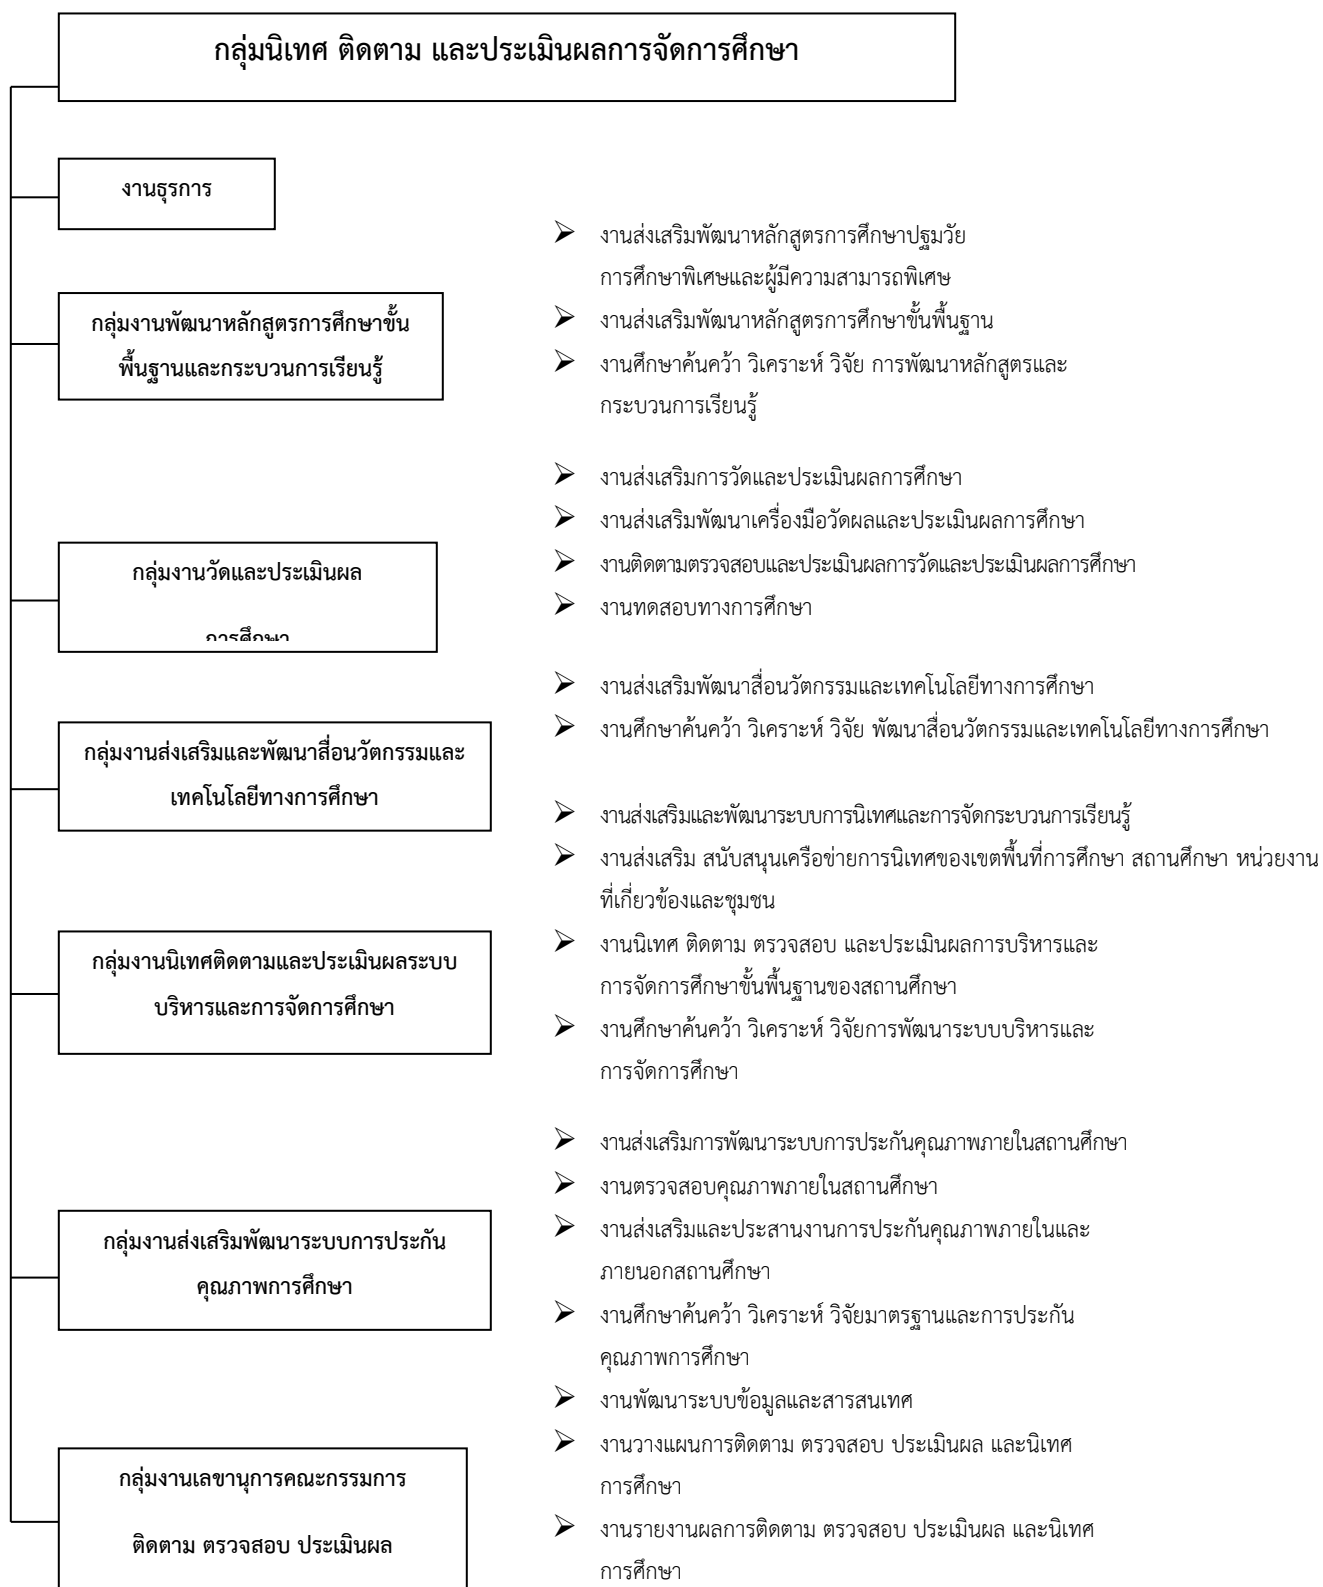 กลุ่มนิเทศ ติดตาม และประเมินผลการจัดการศึกษา
งานธุรการ
กลุ่มงานพัฒนาหลักสูตรการศึกษาขั้น
พื้นฐานและกระบวนการเรียนรู้
งานส่งเสริมพัฒนาหลักสูตรการศึกษาปฐมวัย
การศึกษาพิเศษและผู้มีความสามารถพิเศษ
งานส่งเสริมพัฒนาหลักสูตรการศึกษาขั้นพื้นฐาน
งานศึกษาค้นคว้า วิเคราะห์ วิจัย การพัฒนาหลักสูตรและ
กระบวนการเรียนรู้
กลุ่มงานวัดและประเมินผล
การศึกษา
งานส่งเสริมการวัดและประเมินผลการศึกษา
งานส่งเสริมพัฒนาเครื่องมือวัดผลและประเมินผลการศึกษา
งานติดตามตรวจสอบและประเมินผลการวัดและประเมินผลการศึกษา
งานทดสอบทางการศึกษา
กลุ่มงานส่งเสริมและพัฒนาสื่อนวัตกรรมและ
เทคโนโลยีทางการศึกษา
งานส่งเสริมพัฒนาสื่อนวัตกรรมและเทคโนโลยีทางการศึกษา
งานศึกษาค้นคว้า วิเคราะห์ วิจัย พัฒนาสื่อนวัตกรรมและเทคโนโลยีทางการศึกษา
กลุ่มงานนิเทศติดตามและประเมินผลระบบ
บริหารและการจัดการศึกษา
งานส่งเสริมและพัฒนาระบบการนิเทศและการจัดกระบวนการเรียนรู้
งานส่งเสริม สนับสนุนเครือข่ายการนิเทศของเขตพื้นที่การศึกษา สถานศึกษา หน่วยงาน
ที่เกี่ยวข้องและชุมชน
งานนิเทศ ติดตาม ตรวจสอบ และประเมินผลการบริหารและ
การจัดการศึกษาขั้นพื้นฐานของสถานศึกษา
งานศึกษาค้นคว้า วิเคราะห์ วิจัยการพัฒนาระบบบริหารและ
การจัดการศึกษา
กลุ่มงานส่งเสริมพัฒนาระบบการประกัน
คุณภาพการศึกษา
งานส่งเสริมการพัฒนาระบบการประกันคุณภาพภายในสถานศึกษา
งานตรวจสอบคุณภาพภายในสถานศึกษา
งานส่งเสริมและประสานงานการประกันคุณภาพภายในและ
ภายนอกสถานศึกษา
งานศึกษาค้นคว้า วิเคราะห์ วิจัยมาตรฐานและการประกัน
คุณภาพการศึกษา
กลุ่มงานเลขานุการคณะกรรมการ
ติดตาม ตรวจสอบ ประเมินผล
งานพัฒนาระบบข้อมูลและสารสนเทศ
งานวางแผนการติดตาม ตรวจสอบ ประเมินผล และนิเทศ
การศึกษา
งานรายงานผลการติดตาม ตรวจสอบ ประเมินผล และนิเทศ
การศึกษา